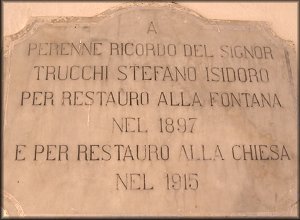 A
PERENNE RICORDO DEL SIGNOR
TRUCCHI STEFANO ISIDORO
PER RESTAURO ALLA FONTANA
NEL 1897
E PER RESTAURO ALLA CHIESA
NEL 1915